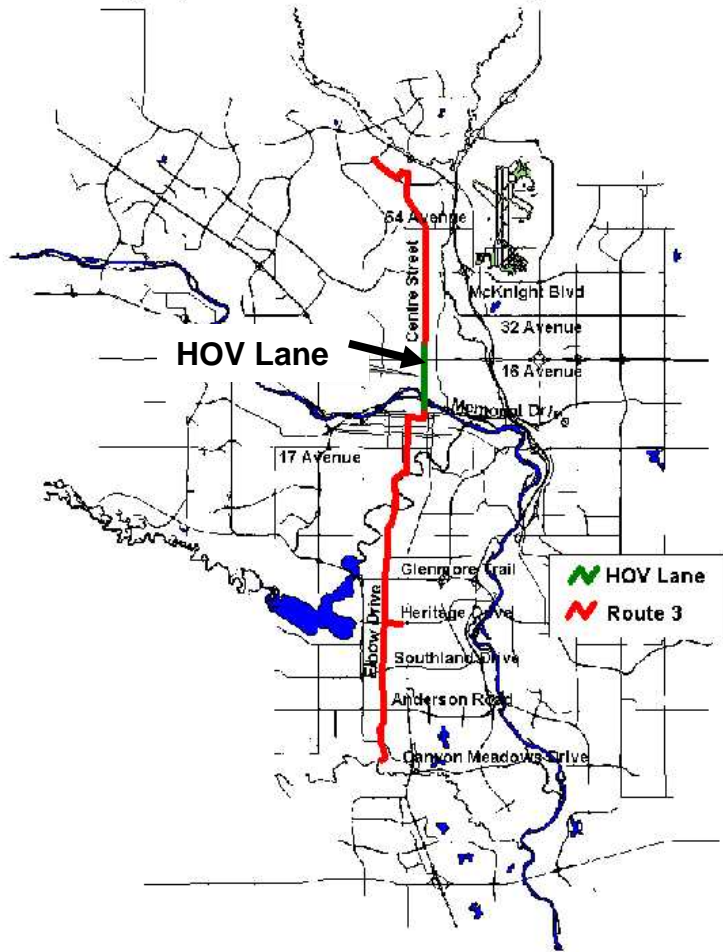 64 Avenue
Centre Street
McKnight Blvd
32 Avenue
HOV Lane
16 Avenue
Memorial Dr
17 Avenue
Glenmore Trail
HOV Lane
Route 3
Heritage Drive
Elbow Drive
Southland Drive
Anderson Road
Canyon Meadows Drive